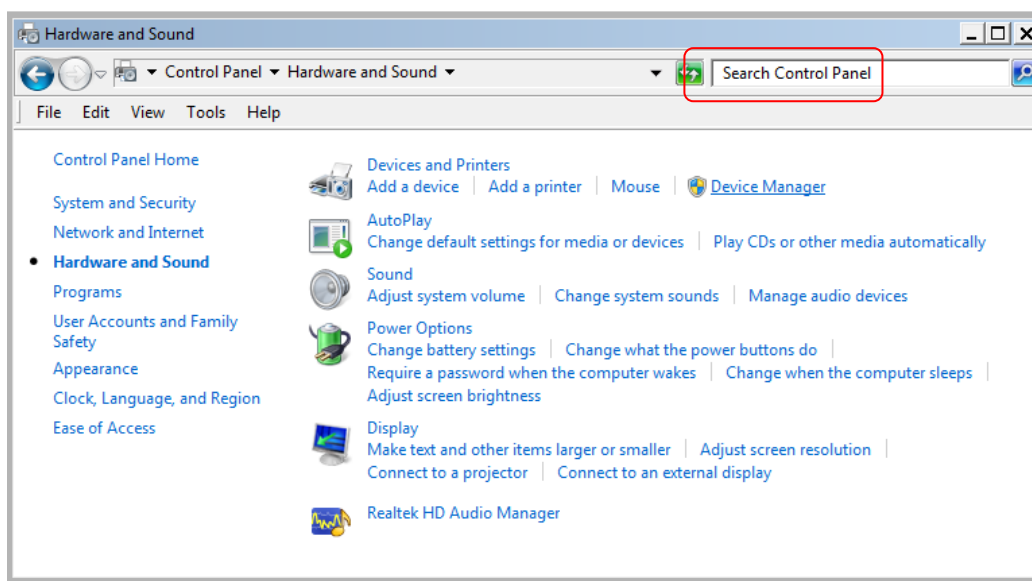 Hardware and Sound
Control Panel Hardware and Sound
Search Control Panel
File Edit View Tools Help
Control Panel Home
System and Security
Network and Internet
Hardware and Sound
Programs
User Accounts and Family
Safety
Appearance
Clock, Language, and Region
Ease of Access
Devices and Printers
Add a device Add a printer Mouse Device Manager
AutoPlay
Change default settings for media or devices Play CDs or other media automatically
Sound
Adjust system volume Change system sounds Manage audio devices
Power Options
Change battery settings Change what the power buttons do
Require a password when the computer wakes Change when the computer sleeps
Adjust screen brightness
Display
Make text and other items larger or smaller Adjust screen resolution
Connect to a projector Connect to an external display
Realtek HD Audio Manager